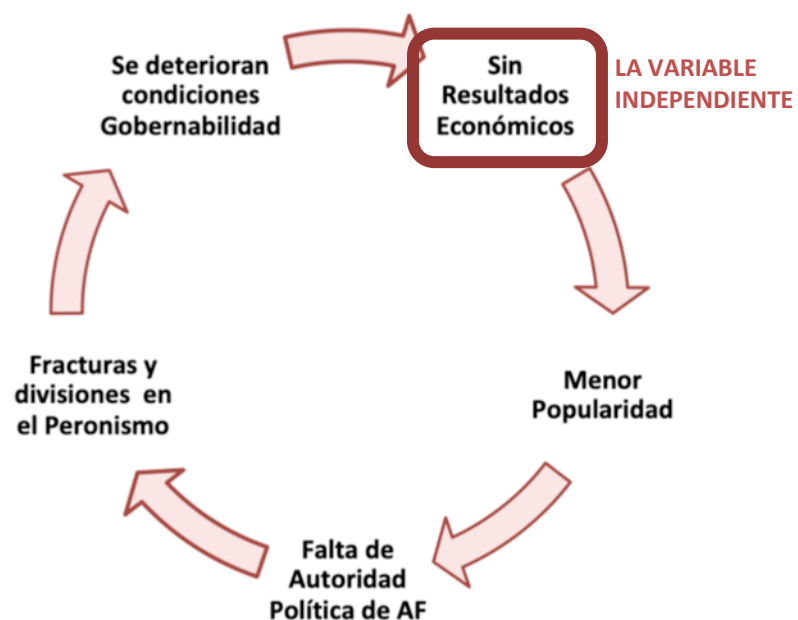 Se deterioran
condiciones
Gobernabilidad
Sin
Resultados
Económicos
LA VARIABLE
INDEPENDIENTE
Menor
Popularidad
Falta de
Autoridad
Política de AF
Fracturas y
divisiones en
el Peronismo